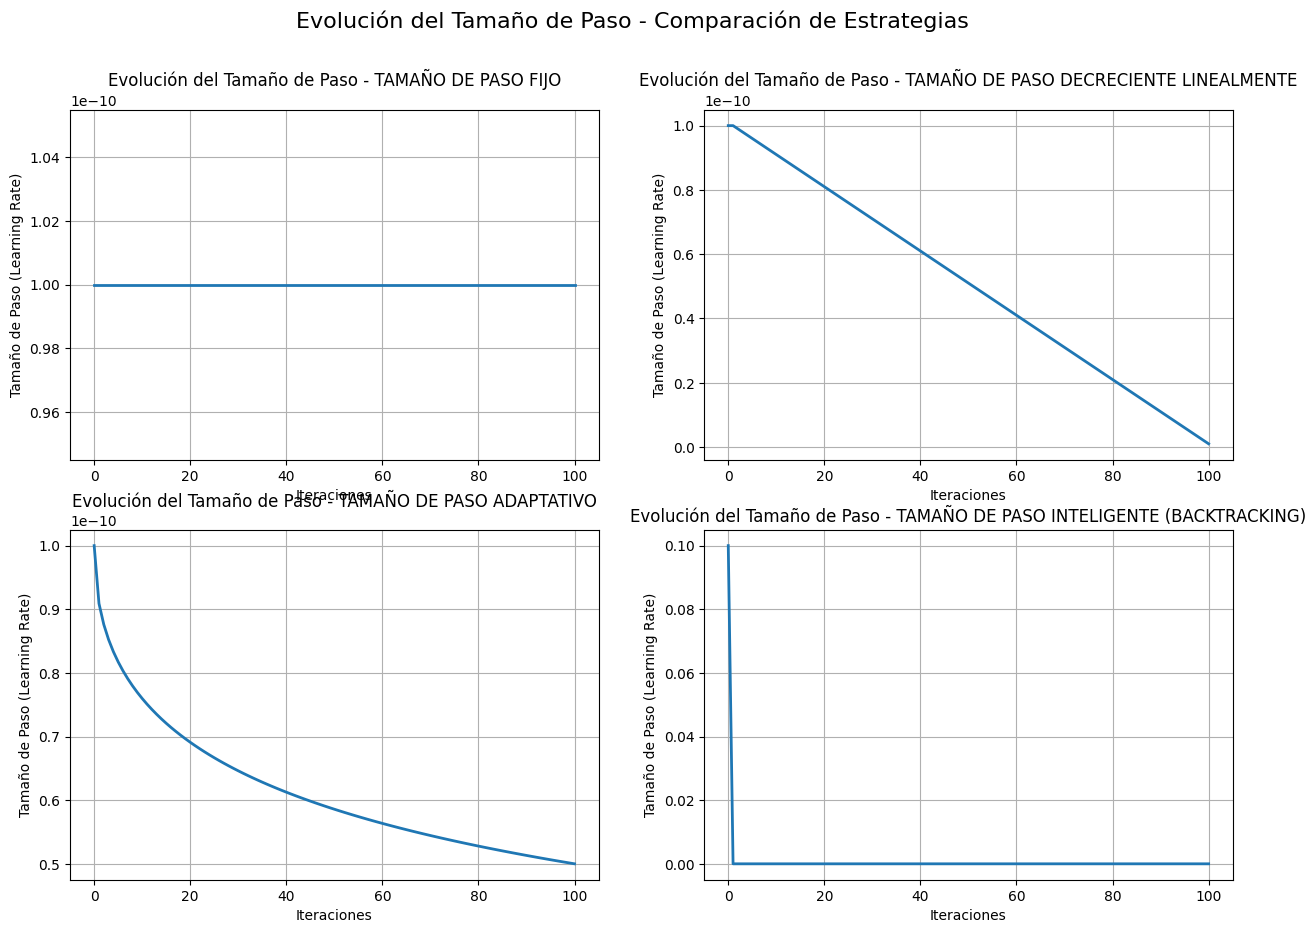 Evolución del Tamaño de Paso - Comparación de Estrategias
Evolución del Tamaño de Paso - TAMAÑO DE PASO FIJO
1e−10
1.04
1.02
1.00
0.98
0.96
Tamaño de Paso (Learning Rate)
0 20 40 60 80 100
Iteraciones
Evolución del Tamaño de Paso - TAMAÑO DE PASO DECRECIENTE LINEALMENTE
1e−10
1.0
0.8
0.6
0.4
0.2
0.0
Tamaño de Paso (Learning Rate)
0 20 40 60 80 100
Iteraciones
Evolución del Tamaño de Paso - TAMAÑO DE PASO ADAPTATIVO
1e−10
1.0
0.9
0.8
0.7
0.6
0.5
Tamaño de Paso (Learning Rate)
0 20 40 60 80 100
Iteraciones
Evolución del Tamaño de Paso - TAMAÑO DE PASO INTELIGENTE (BACKTRACKING)
0.10
0.08
0.06
0.04
0.02
0.00
Tamaño de Paso (Learning Rate)
0 20 40 60 80 100
Iteraciones